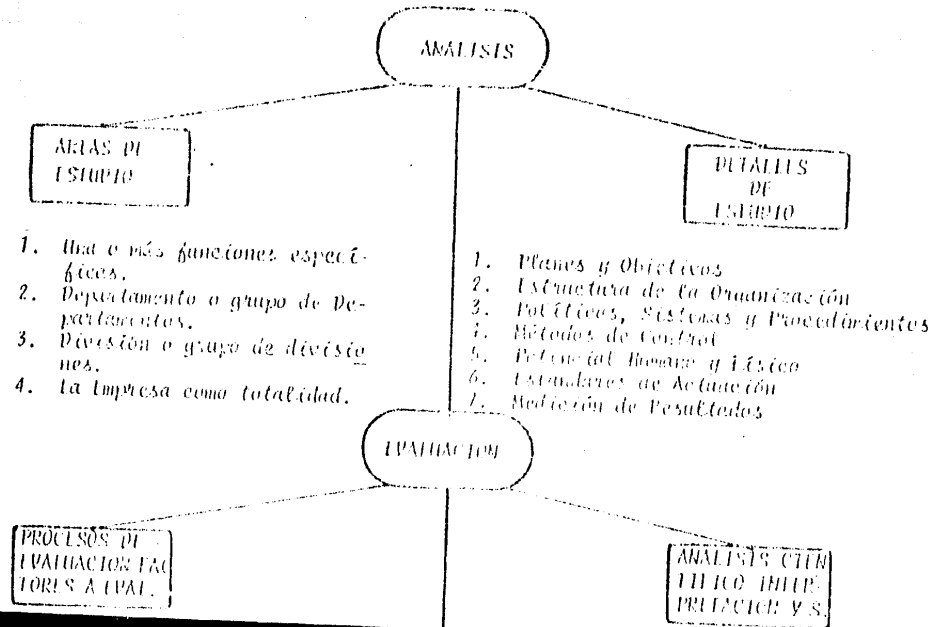 ANALISIS
AREAS DE
ESTUDIO
DETALLES
DE
ESTUDIO
1. Una o más funciones especí-
ficas.
2. Departamento o grupo de De-
partamentos.
3. División o grupo de divisio
nes.
4. La Empresa como totalidad.
1. Planes y Objetivos
2. Estructura de la Organización
3. Políticas, Sistemas y Procedimientos
4. Métodos de Control
5. Potencial Humano y Físico
6. Estandares de Actuación
7. Medición de Resultados
EVALUACION
PROCESOS DE
EVALUACION FAC
TORES A EVAL.
ANALISIS CIEN
TIFICO INTER-
PRETACION Y S.